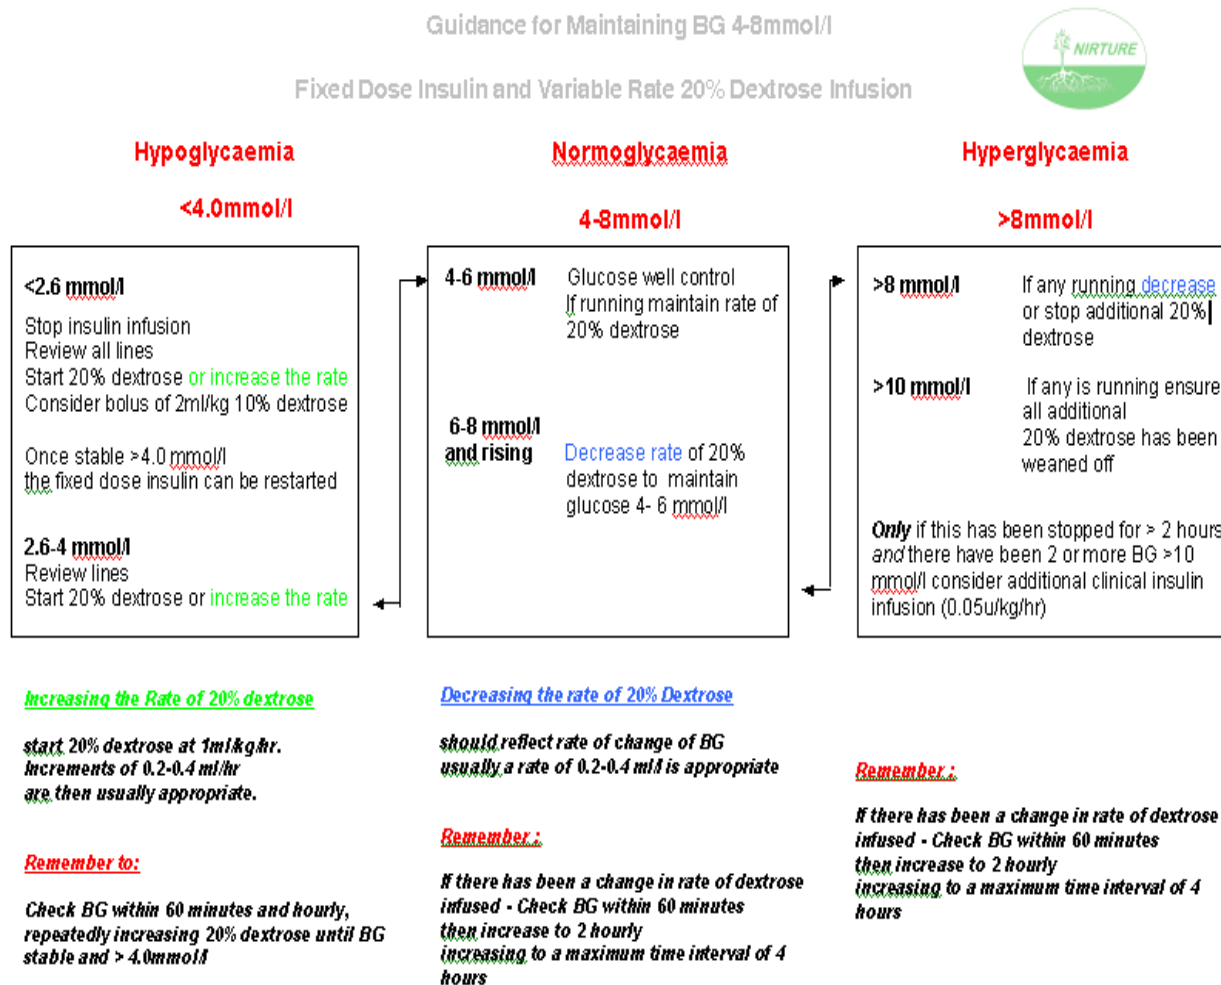 Guidance for Maintaining BG 4-8mmol/l
NIRTURE
Fixed Dose Insulin and Variable Rate 20% Dextrose Infusion
Hypoglycaemia
<4.0mmol/l
<2.6 mmol/l
Stop insulin infusion
Review all lines
Start 20% dextrose or increase the rate
Consider bolus of 2ml/kg 10% dextrose
Once stable >4.0 mmol/l
the fixed dose insulin can be restarted
2.6-4 mmol/l
Review lines
Start 20% dextrose or increase the rate
Increasing the Rate of 20% dextrose
start 20% dextrose at 1ml/kg/hr.
Increments of 0.2-0.4 ml/hr
are then usually appropriate.
Remember to:
Check BG within 60 minutes and hourly,
repeatedly increasing 20% dextrose until BG
stable and > 4.0mmol/l
Normoglycaemia
4-8mmol/l
4-6 mmol/l Glucose well control
If running maintain rate of
20% dextrose
6-8 mmol/l
and rising Decrease rate of 20%
dextrose to maintain
glucose 4- 6 mmol/l
Decreasing the rate of 20% Dextrose
should reflect rate of change of BG
usually a rate of 0.2-0.4 ml/l is appropriate
Remember :
If there has been a change in rate of dextrose
infused - Check BG within 60 minutes
then increase to 2 hourly
increasing to a maximum time interval of 4
hours
Hyperglycaemia
>8mmol/l
>8 mmol/l If any running decrease
or stop additional 20%
dextrose
>10 mmol/l If any is running ensure
all additional
20% dextrose has been
weaned off
Only if this has been stopped for > 2 hours
and there have been 2 or more BG >10
mmol/l consider additional clinical insulin
infusion (0.05u/kg/hr)
Remember :
If there has been a change in rate of dextrose
infused - Check BG within 60 minutes
then increase to 2 hourly
increasing to a maximum time interval of 4
hours